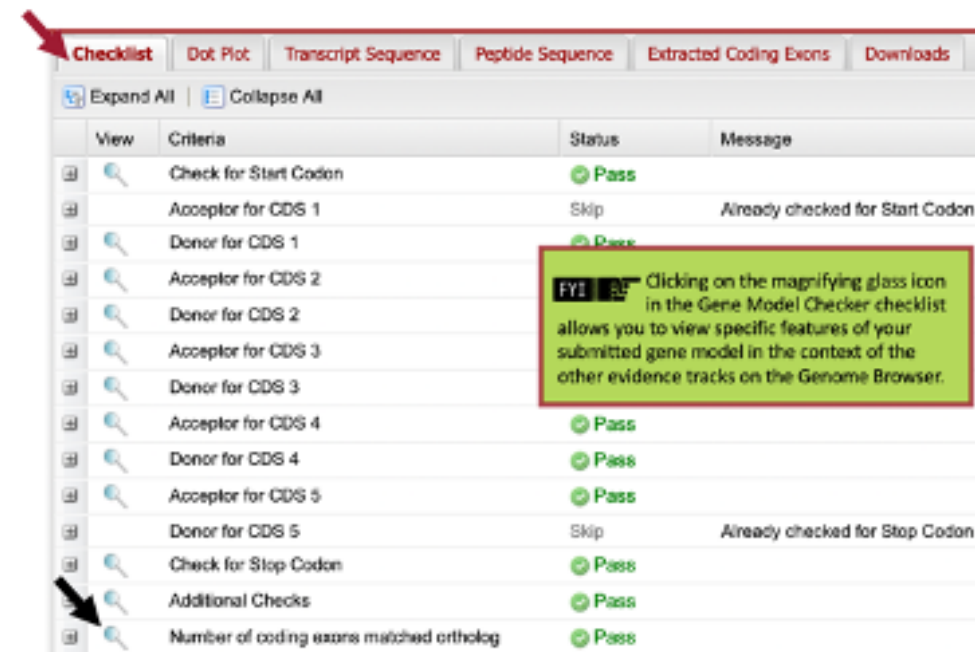 Checklist Dot Plot Transcript Sequence Peptide Sequence Extracted Coding Exons Downloads
Expand All Collapse All
View Criteria Status Message
Check for Start Codon Pass
Acceptor for CDS 1 Skip Already checked for Start Codon
Donor for CDS 1 Pass
Acceptor for CDS 2
Donor for CDS 2
Acceptor for CDS 3
Donor for CDS 3
FYI Clicking on the magnifying glass icon
in the Gene Model Checker checklist
allows you to view specific features of your
submitted gene model in the context of the
other evidence tracks on the Genome Browser.
Acceptor for CDS 4 Pass
Donor for CDS 4 Pass
Acceptor for CDS 5 Pass
Donor for CDS 5 Skip Already checked for Stop Codon
Check for Stop Codon Pass
Additional Checks Pass
Number of coding exons matched ortholog Pass